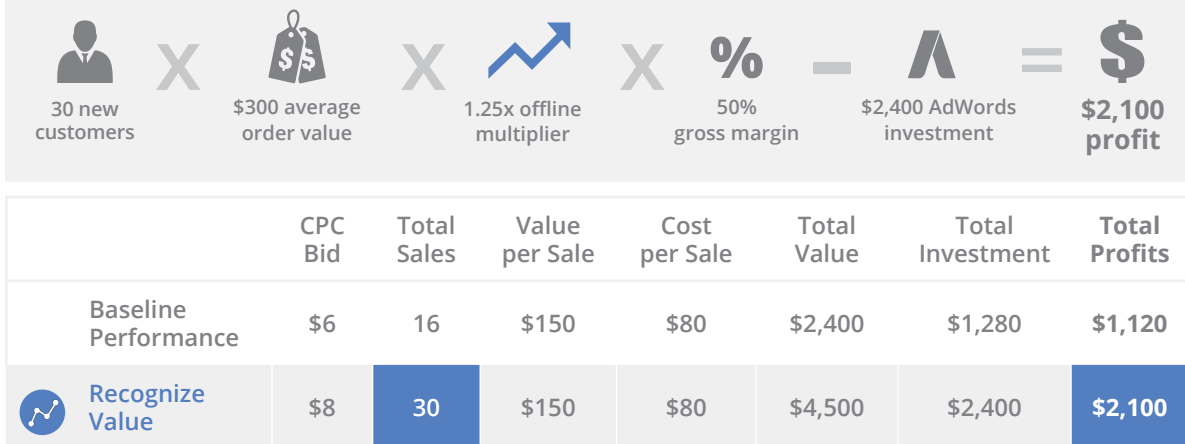 X X X % – =
$ $ $
30 new customers
$300 average order value
1.25x offline multiplier
50% gross margin
$2,400 AdWords investment
$2,100 profit
CPC Bid
Total Sales
Value per Sale
Cost per Sale
Total Value
Total Investment
Total Profits
Baseline Performance $6 16 $150 $80 $2,400 $1,280 $1,120
Recognize Value $8 30 $150 $80 $4,500 $2,400 $2,100